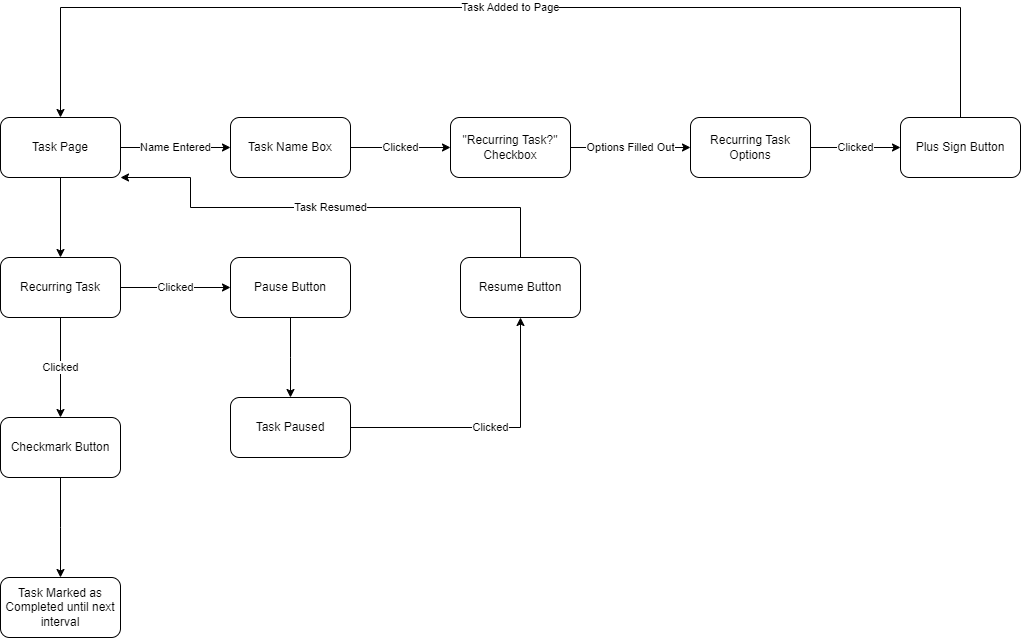 Task Added to Page
Task Page
Name Entered
Task Name Box
Clicked
"Recurring Task?"
Checkbox
Options Filled Out
Recurring Task
Options
Clicked
Plus Sign Button
Task Resumed
Recurring Task
Clicked
Pause Button
Resume Button
Clicked
Task Paused
Clicked
Checkmark Button
Task Marked as
Completed until next
interval